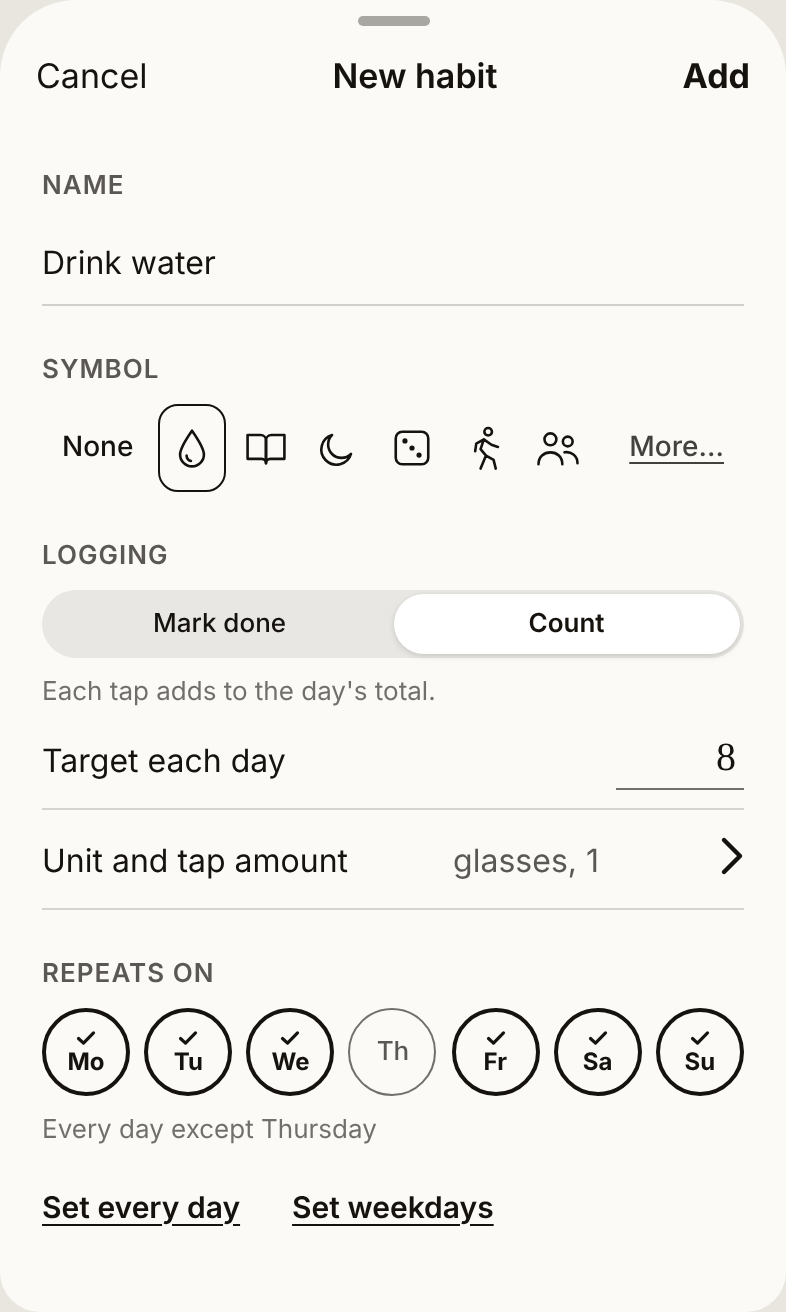 Cancel New habit Add
NAME
Drink water
SYMBOL
None More...
LOGGING
Mark done Count
Each tap adds to the day's total.
Target each day 8
Unit and tap amount glasses, 1
REPEATS ON
Mo Tu We Th Fr Sa Su
Every day except Thursday
Set every day Set weekdays